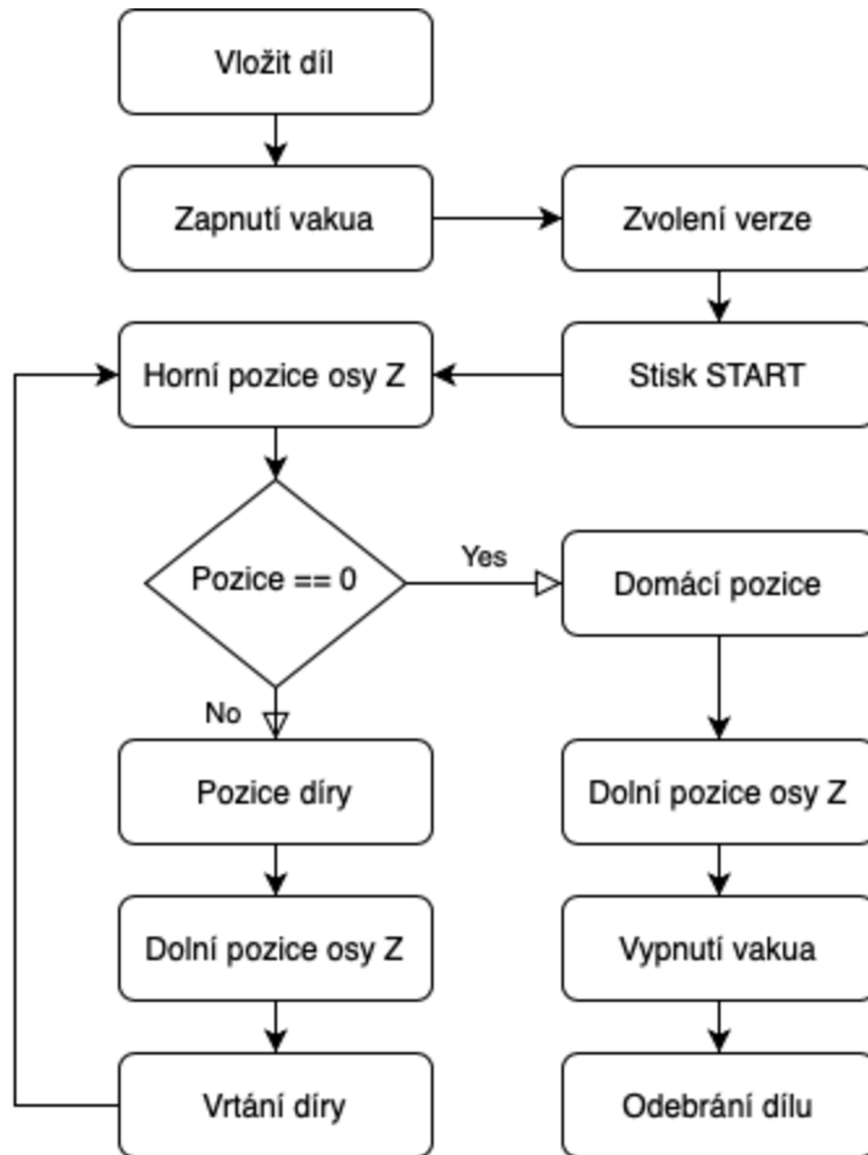 Vložit díl
Zapnutí vakua
Zvolení verze
Horní pozice osy Z
Stisk START
Pozice == 0
Yes
Domácí pozice
No
Pozice díry
Dolní pozice osy Z
Dolní pozice osy Z
Vypnutí vakua
Vrtání díry
Odebrání dílu